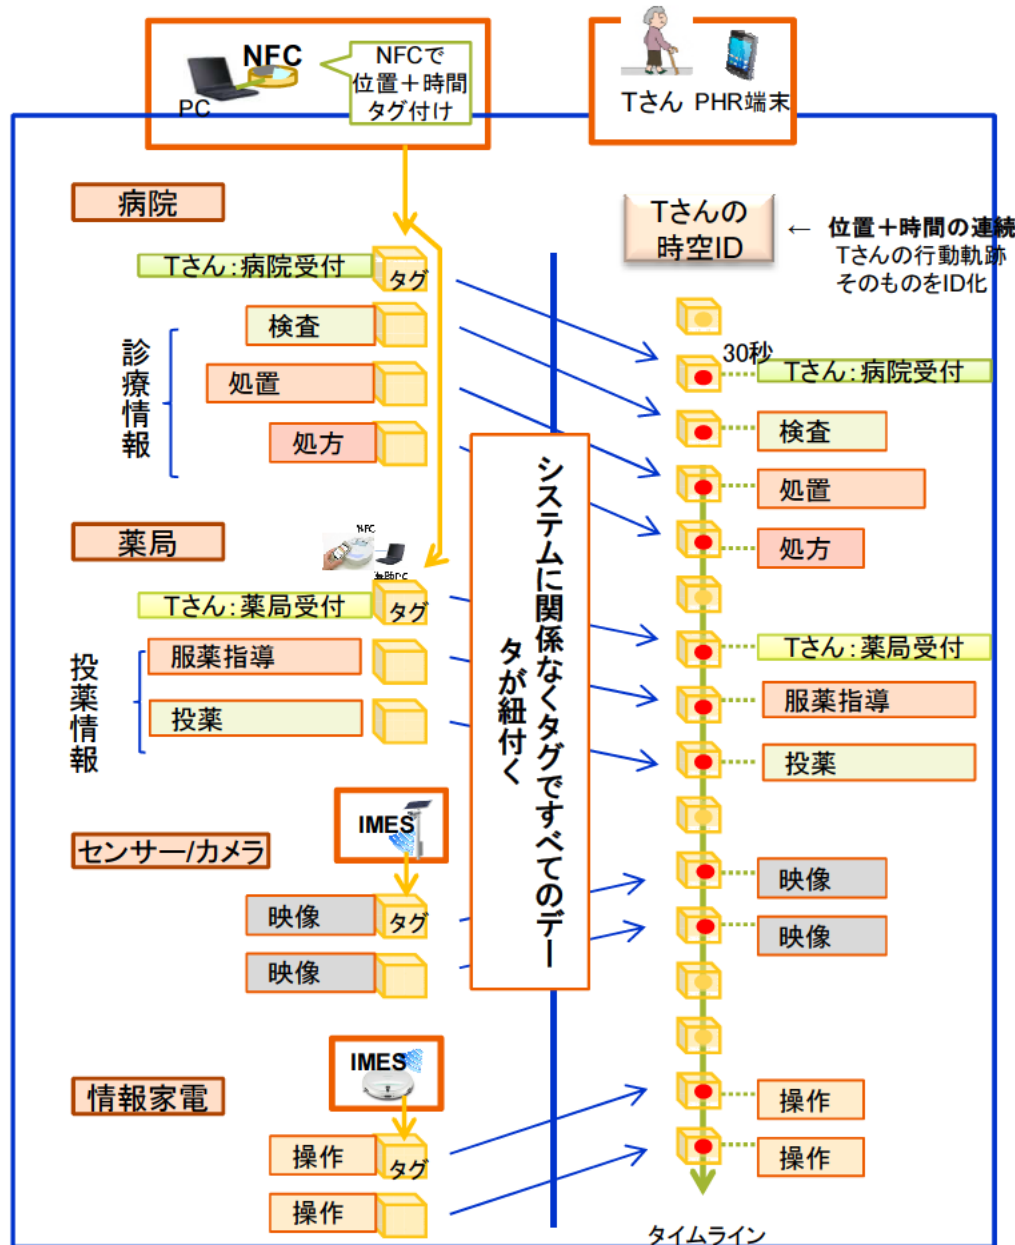 NFC
PC
NFCで
位置＋時間
タグ付け
Tさん
PHR端末
病院
Tさんの
時空ID
← 位置＋時間の連続
Tさんの行動軌跡
そのものをID化
Tさん：病院受付
タグ
診療情報
検査
処置
処方
30秒
Tさん：病院受付
検査
処置
処方
システムに関係なくタグですべてのデー
タが紐付く
薬局
NFC
Tさん：薬局受付
タグ
投薬情報
服薬指導
投薬
Tさん：薬局受付
服薬指導
投薬
IMES
センサー/カメラ
映像
タグ
映像
映像
映像
IMES
情報家電
操作
タグ
操作
操作
操作
タイムライン